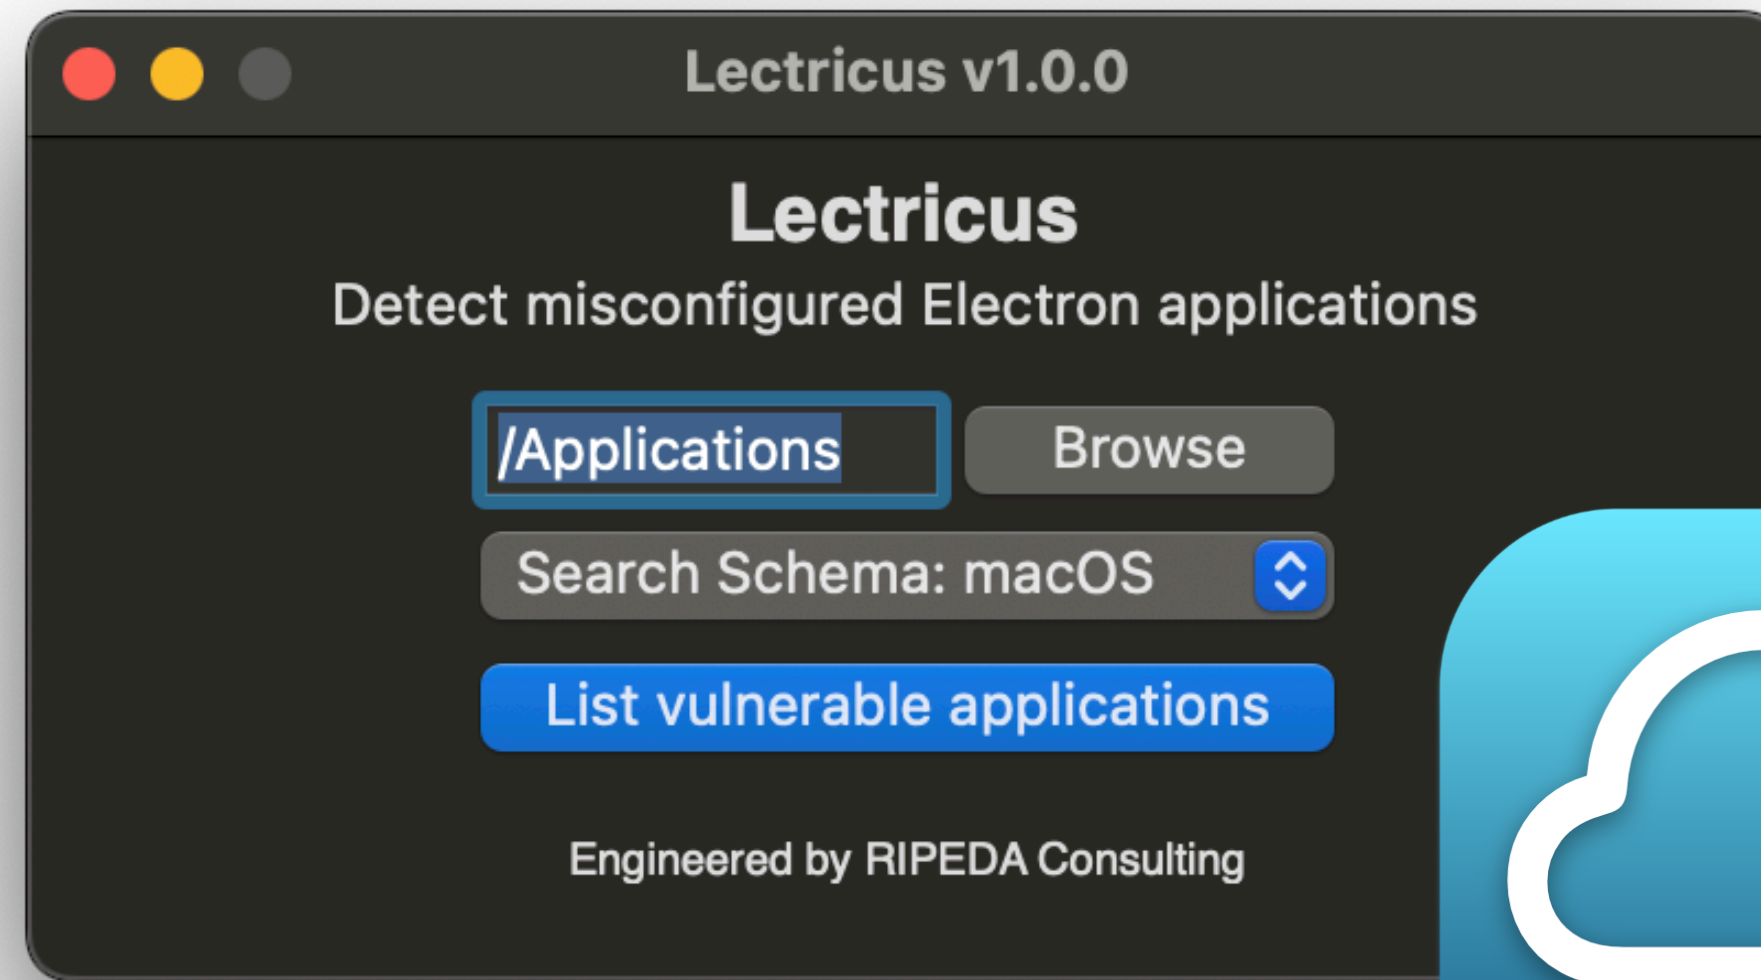 Lectricus v1.0.0
Lectricus
Detect misconfigured Electron applications
/Applications
Browse
Search Schema: macOS
List vulnerable applications
Engineered by RIPEDA Consulting